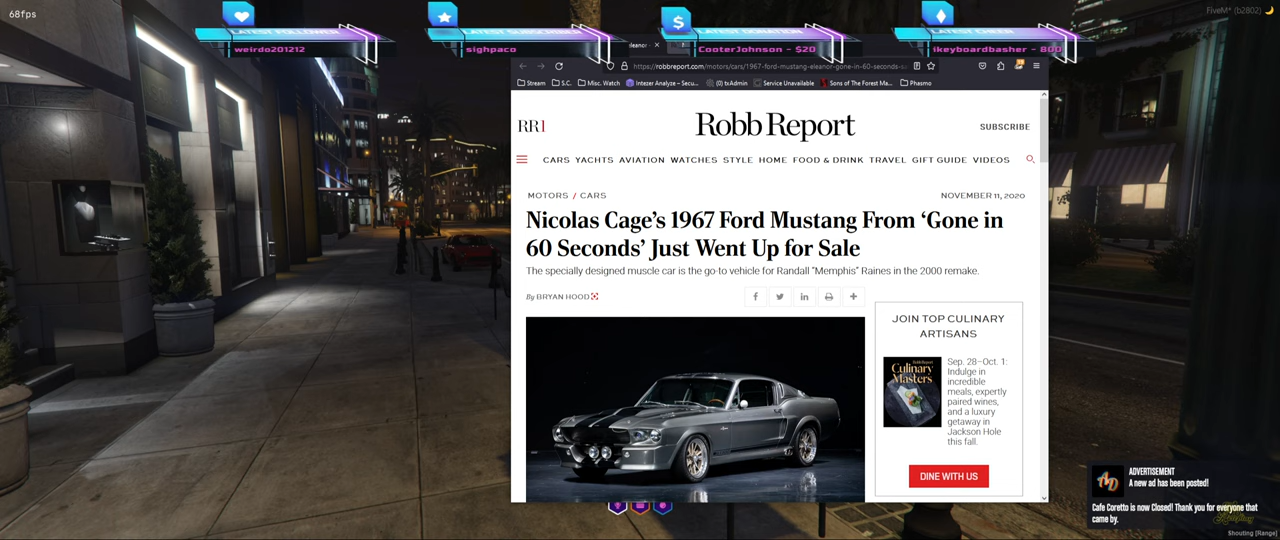 68fps
FiveM* (b2802)
LATEST FOLLOWER
weirdo201212
sighpaco
CooterJohnson - $20
ikeyboardbasher - 800
https://robbreport.com/motors/cars/1967-ford-mustang-eleanor-gone-in-60-seconds-s
Stream S.C. Misc. Watch Intezer Analyze – Secu... (0) txAdmin Service Unavailable Sons of The Forest Ma... Phasmo
RR1
Robb Report
SUBSCRIBE
CARS YACHTS AVIATION WATCHES STYLE HOME FOOD & DRINK TRAVEL GIFT GUIDE VIDEOS
MOTORS / CARS
NOVEMBER 11, 2020
Nicolas Cage's 1967 Ford Mustang From 'Gone in
60 Seconds' Just Went Up for Sale
The specially designed muscle car is the go-to vehicle for Randall "Memphis" Raines in the 2000 remake.
By BRYAN HOOD
JOIN TOP CULINARY
ARTISANS
Culinary
Masters
Sep. 28–Oct. 1:
Indulge in
incredible
meals, expertly
paired wines,
and a luxury
getaway in
Jackson Hole
this fall.
DINE WITH US
ADVERTISEMENT
A new ad has been posted!
Cafe Coretto is now Closed! Thank you for everyone that
came by.
Shouting [Range]